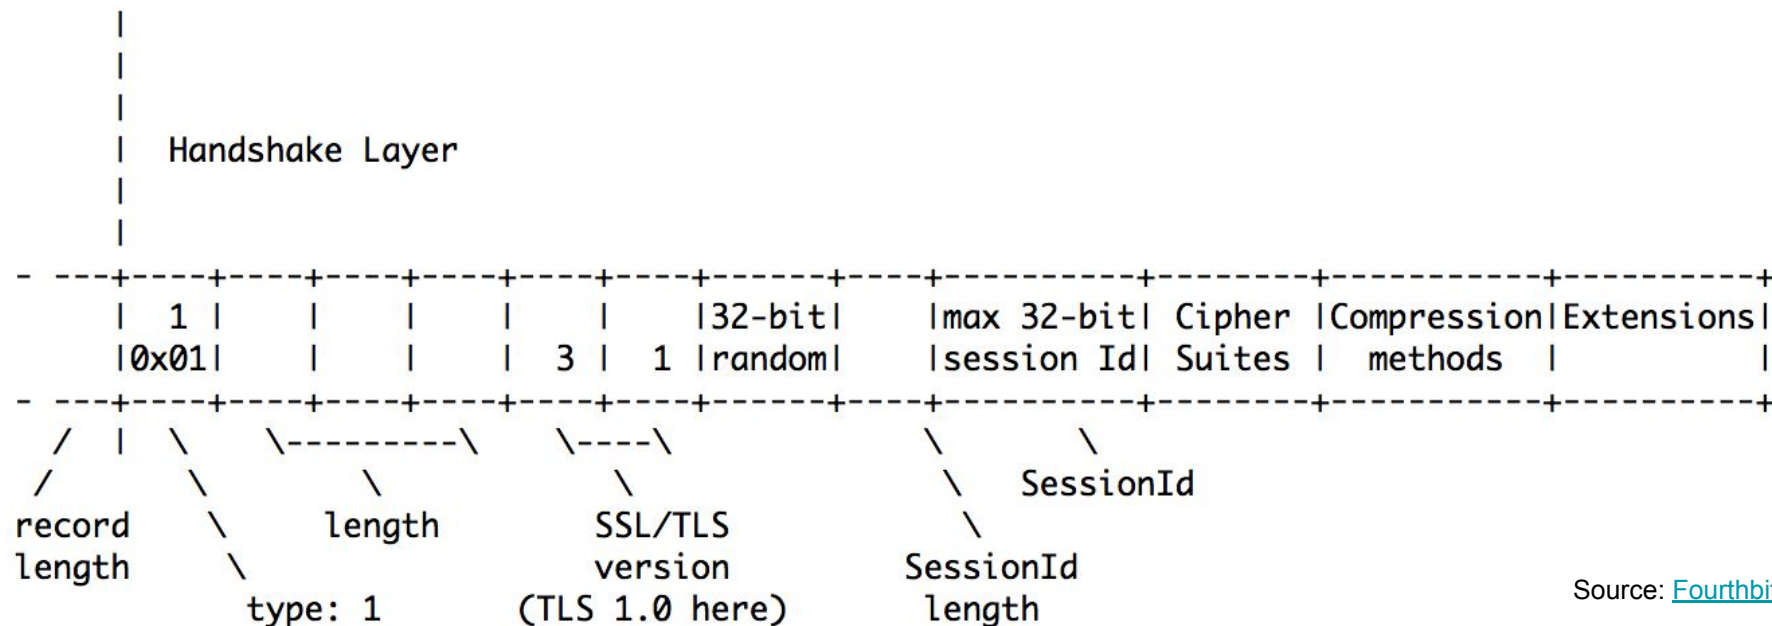 |
|
|
| Handshake Layer
|
|
- ---+----+----+----+----+----+----+------+----+----------+--------+-----------+----------+
| 1 | | | | | |32-bit| |max 32-bit| Cipher |Compression|Extensions|
|0x01| | | | 3 | 1 |random| |session Id| Suites | methods | |
- ---+----+----+----+----+----+----+------+----+----------+--------+-----------+----------+
/ | \ \---------\ \----\ \ \
/ \ \ \ \ SessionId
record \ length SSL/TLS \
length \ version SessionId
type: 1 (TLS 1.0 here) length
Source: Fourthbit